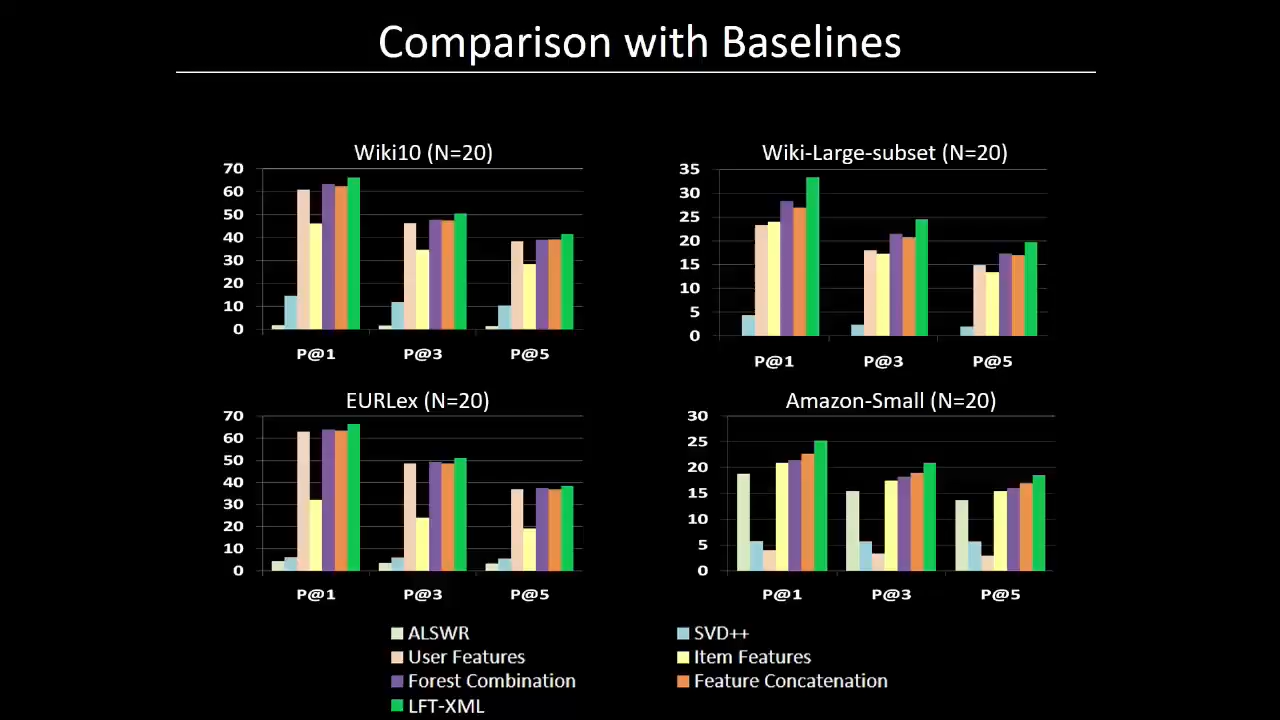 Comparison with Baselines
Wiki10 (N=20)
70
60
50
40
30
20
10
0
P@1 P@3 P@5
Wiki-Large-subset (N=20)
35
30
25
20
15
10
5
0
P@1 P@3 P@5
EURLex (N=20)
70
60
50
40
30
20
10
0
P@1 P@3 P@5
Amazon-Small (N=20)
30
25
20
15
10
5
0
P@1 P@3 P@5
ALSWR SVD++
User Features Item Features
Forest Combination Feature Concatenation
LFT-XML